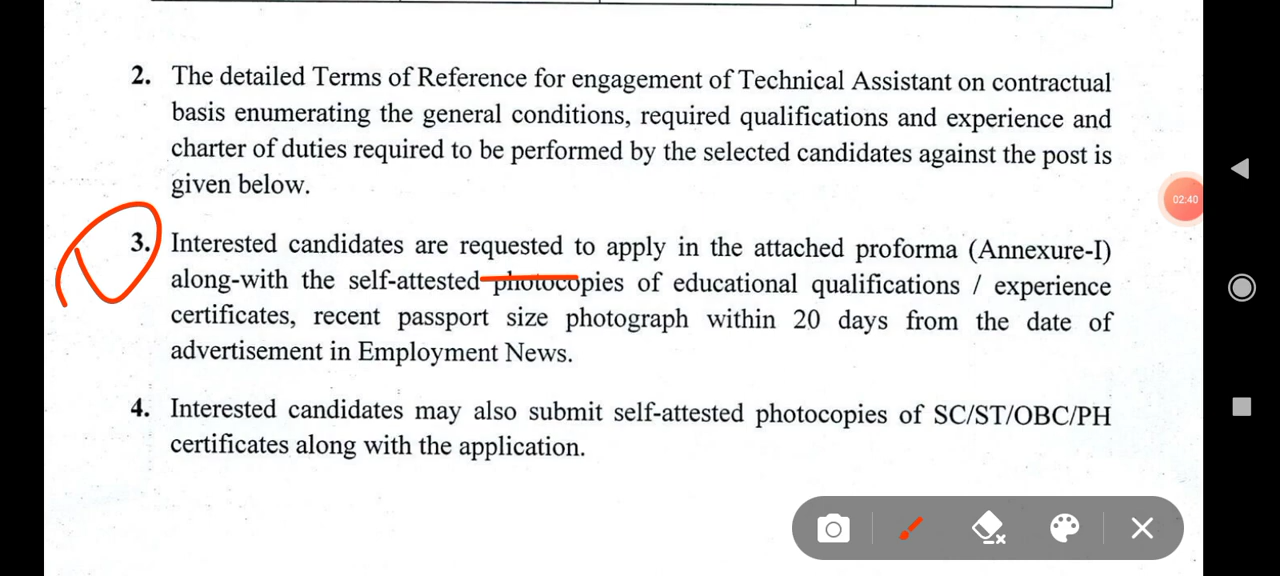 2. The detailed Terms of Reference for engagement of Technical Assistant on contractual
basis enumerating the general conditions, required qualifications and experience and
charter of duties required to be performed by the selected candidates against the post is
given below.
3. Interested candidates are requested to apply in the attached proforma (Annexure-I)
along-with the self-attested photocopies of educational qualifications / experience
certificates, recent passport size photograph within 20 days from the date of
advertisement in Employment News.
4. Interested candidates may also submit self-attested photocopies of SC/ST/OBC/PH
certificates along with the application.
02:40